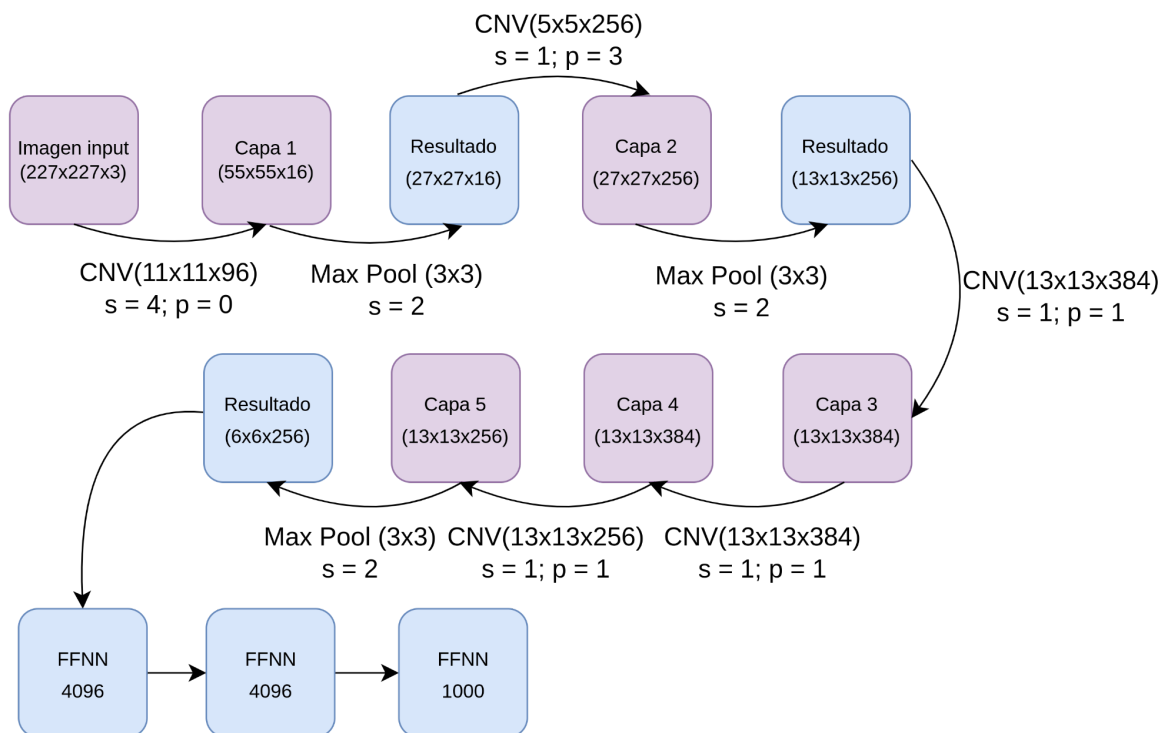 CNV(5x5x256)
s = 1; p = 3
Imagen input
(227x227x3)
Capa 1
(55x55x16)
Resultado
(27x27x16)
Capa 2
(27x27x256)
Resultado
(13x13x256)
CNV(11x11x96)
s = 4; p = 0
Max Pool (3x3)
s = 2
Max Pool (3x3)
s = 2
CNV(13x13x384)
s = 1; p = 1
Resultado
(6x6x256)
Capa 5
(13x13x256)
Capa 4
(13x13x384)
Capa 3
(13x13x384)
Max Pool (3x3)
s = 2
CNV(13x13x256)
s = 1; p = 1
CNV(13x13x384)
s = 1; p = 1
FFNN
4096
FFNN
4096
FFNN
1000